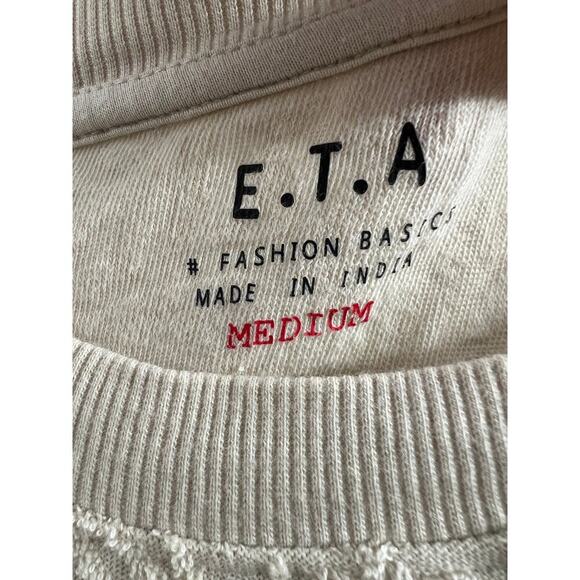 E.T.A
# FASHION BASICS
MADE IN INDIA
MEDIUM